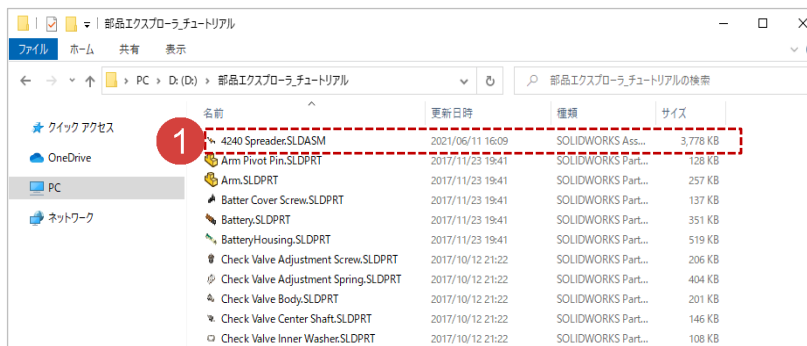 部品エクスプローラ_チュートリアル
ファイル ホーム 共有 表示
PC D: (D:) 部品エクスプローラ_チュートリアル 部品エクスプローラ_チュートリアルの検索
名前 更新日時 種類 サイズ
クイック アクセス
OneDrive
PC
ネットワーク
1
4240 Spreader.SLDASM 2021/06/11 16:09 SOLIDWORKS Ass... 3,778 KB
Arm Pivot Pin.SLDPRT 2017/11/23 19:41 SOLIDWORKS Part... 128 KB
Arm.SLDPRT 2017/11/23 19:41 SOLIDWORKS Part... 257 KB
Batter Cover Screw.SLDPRT 2017/11/23 19:41 SOLIDWORKS Part... 137 KB
Battery.SLDPRT 2017/11/23 19:41 SOLIDWORKS Part... 351 KB
BatteryHousing.SLDPRT 2017/11/23 19:41 SOLIDWORKS Part... 519 KB
Check Valve Adjustment Screw.SLDPRT 2017/10/12 21:22 SOLIDWORKS Part... 206 KB
Check Valve Adjustment Spring.SLDPRT 2017/10/12 21:22 SOLIDWORKS Part... 404 KB
Check Valve Body.SLDPRT 2017/10/12 21:22 SOLIDWORKS Part... 201 KB
Check Valve Center Shaft.SLDPRT 2017/10/12 21:22 SOLIDWORKS Part... 146 KB
Check Valve Inner Washer.SLDPRT 2017/10/12 21:22 SOLIDWORKS Part... 108 KB